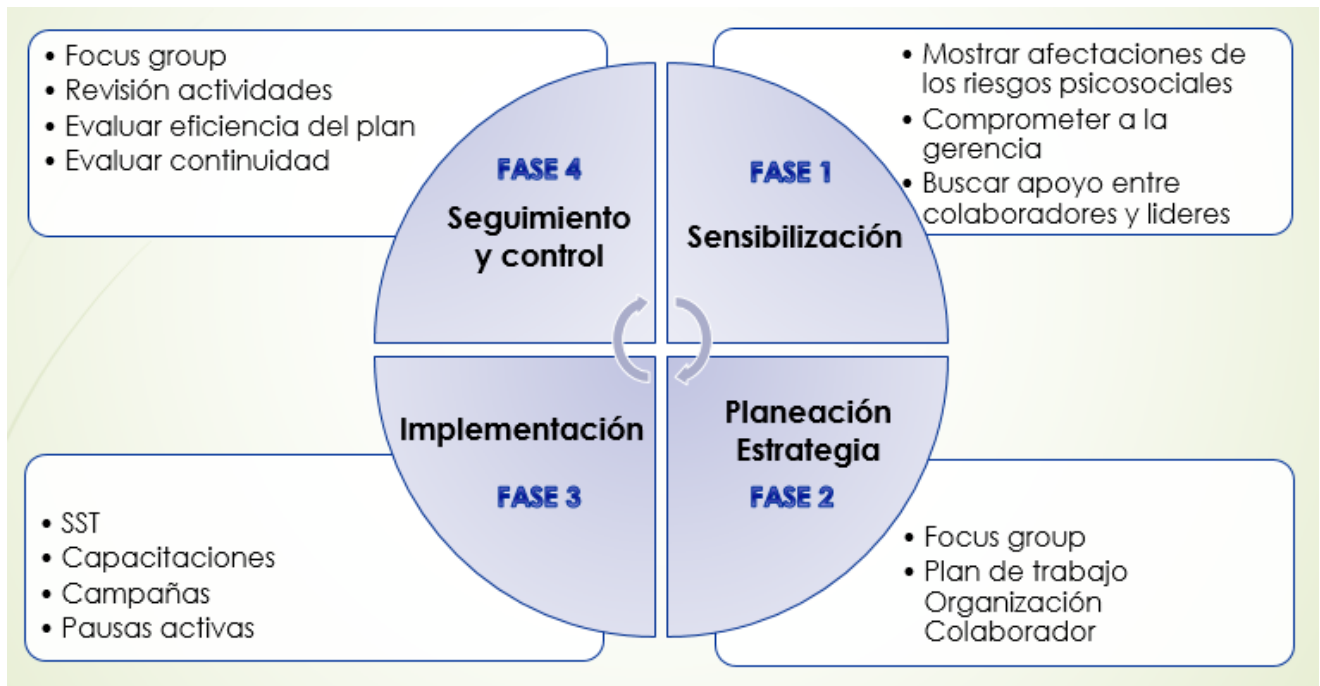 • Focus group
• Revisión actividades
• Evaluar eficiencia del plan
• Evaluar continuidad
FASE 4
Seguimiento
y control
FASE 1
Sensibilización
• Mostrar afectaciones de
los riesgos psicosociales
• Comprometer a la
gerencia
• Buscar apoyo entre
colaboradores y lideres
Implementación
FASE 3
Planeación
Estrategia
FASE 2
• SST
• Capacitaciones
• Campañas
• Pausas activas
• Focus group
• Plan de trabajo
Organización
Colaborador